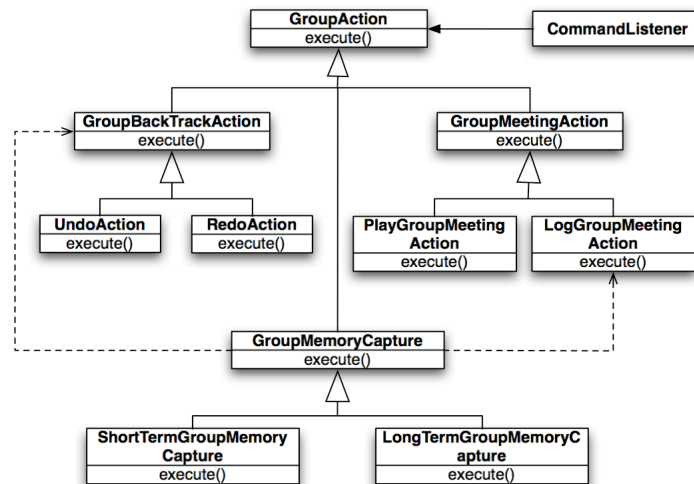 GroupAction
execute()
CommandListener
GroupBackTrackAction
execute()
GroupMeetingAction
execute()
UndoAction
execute()
RedoAction
execute()
PlayGroupMeeting
Action
execute()
LogGroupMeeting
Action
execute()
GroupMemoryCapture
execute()
ShortTermGroupMemory
Capture
execute()
LongTermGroupMemoryC
apture
execute()